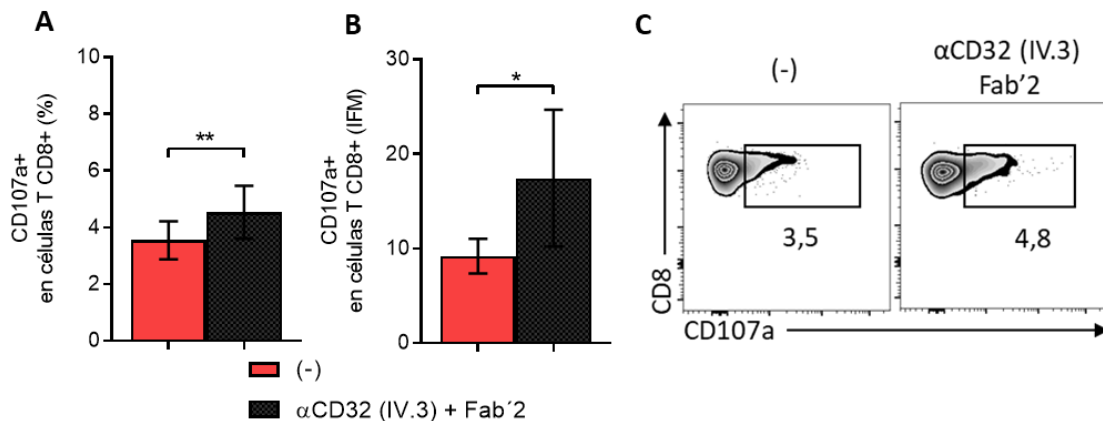 A
CD107a+
en células T CD8+ (%)
10
8
6
4
2
0
**
B
CD107a+
en células T CD8+ (IFM)
30
20
10
0
*
(-)
αCD32 (IV.3) + Fab´2
C
(-)
αCD32 (IV.3)
Fab’2
CD8
3,5
4,8
CD107a